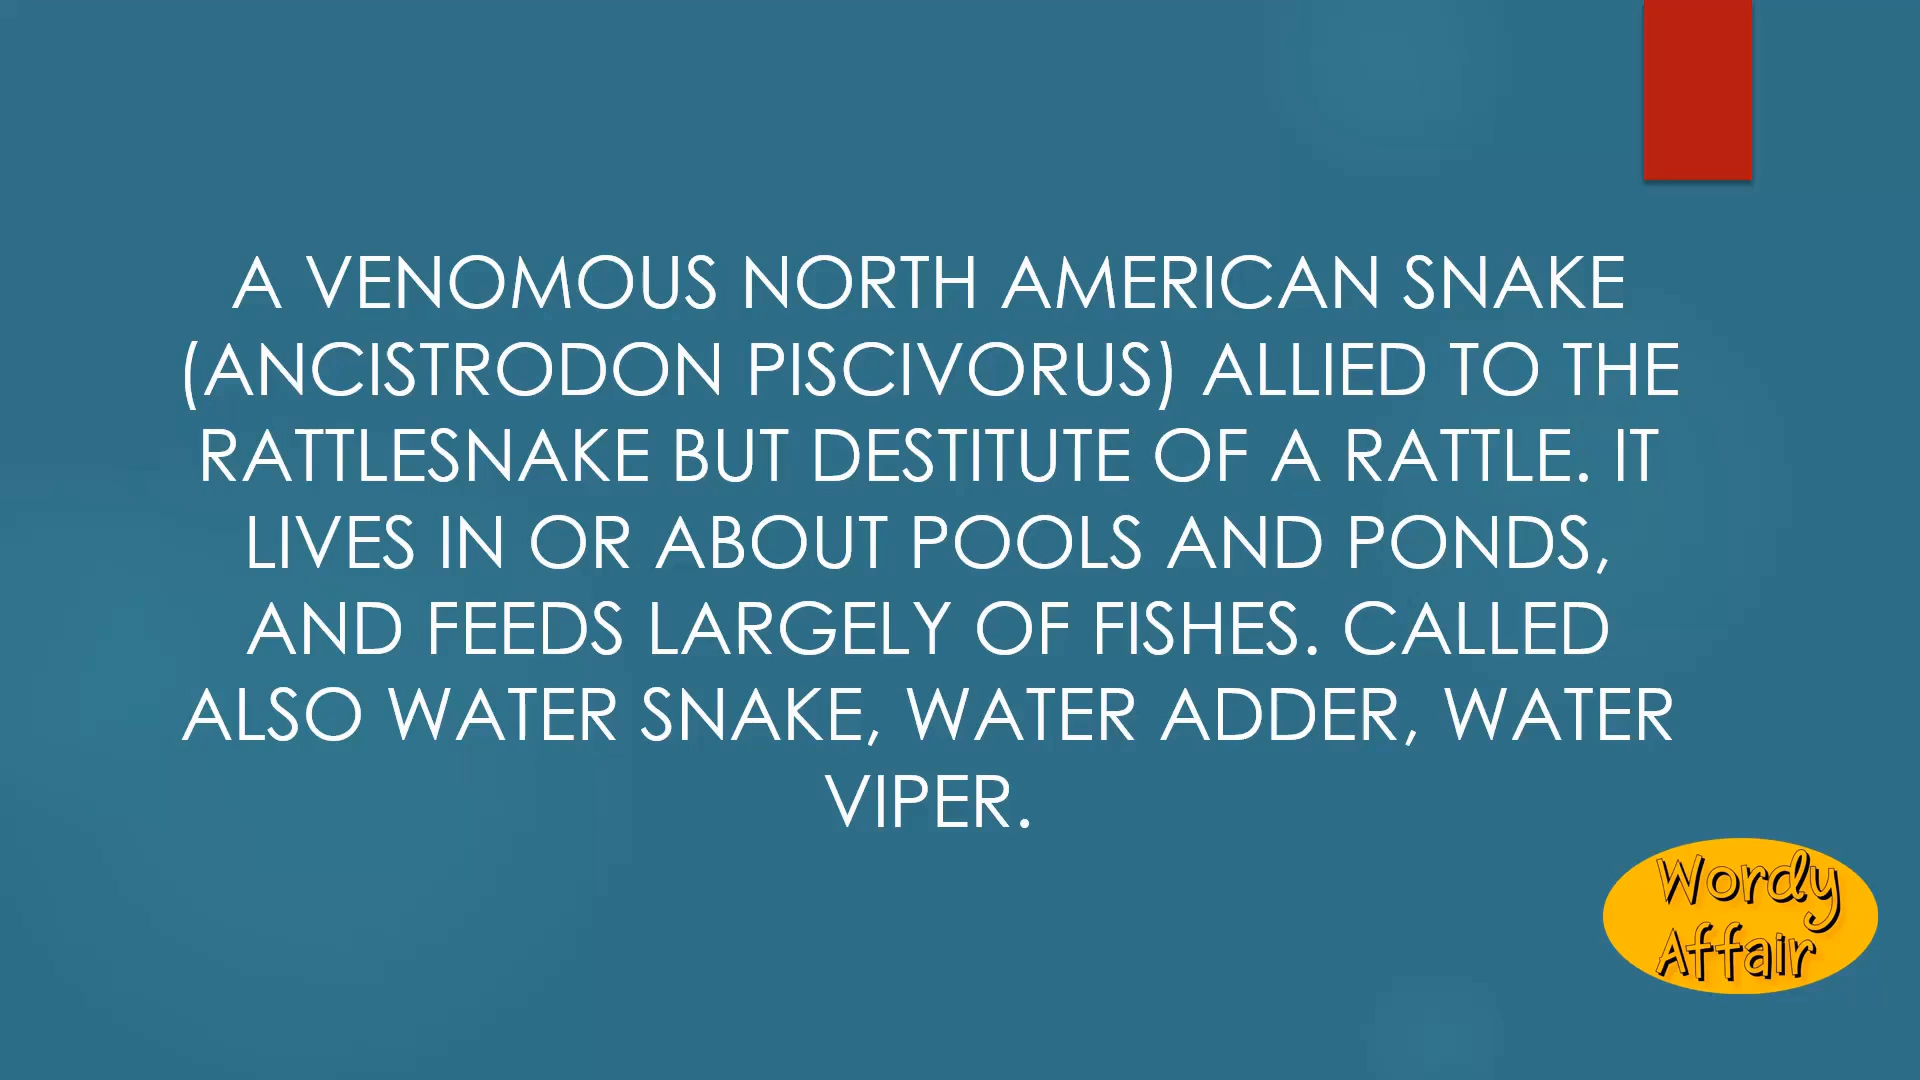 A VENOMOUS NORTH AMERICAN SNAKE
(ANCISTRODON PISCIVORUS) ALLIED TO THE
RATTLESNAKE BUT DESTITUTE OF A RATTLE. IT
LIVES IN OR ABOUT POOLS AND PONDS,
AND FEEDS LARGELY OF FISHES. CALLED
ALSO WATER SNAKE, WATER ADDER, WATER
VIPER.
Wordy
Affair